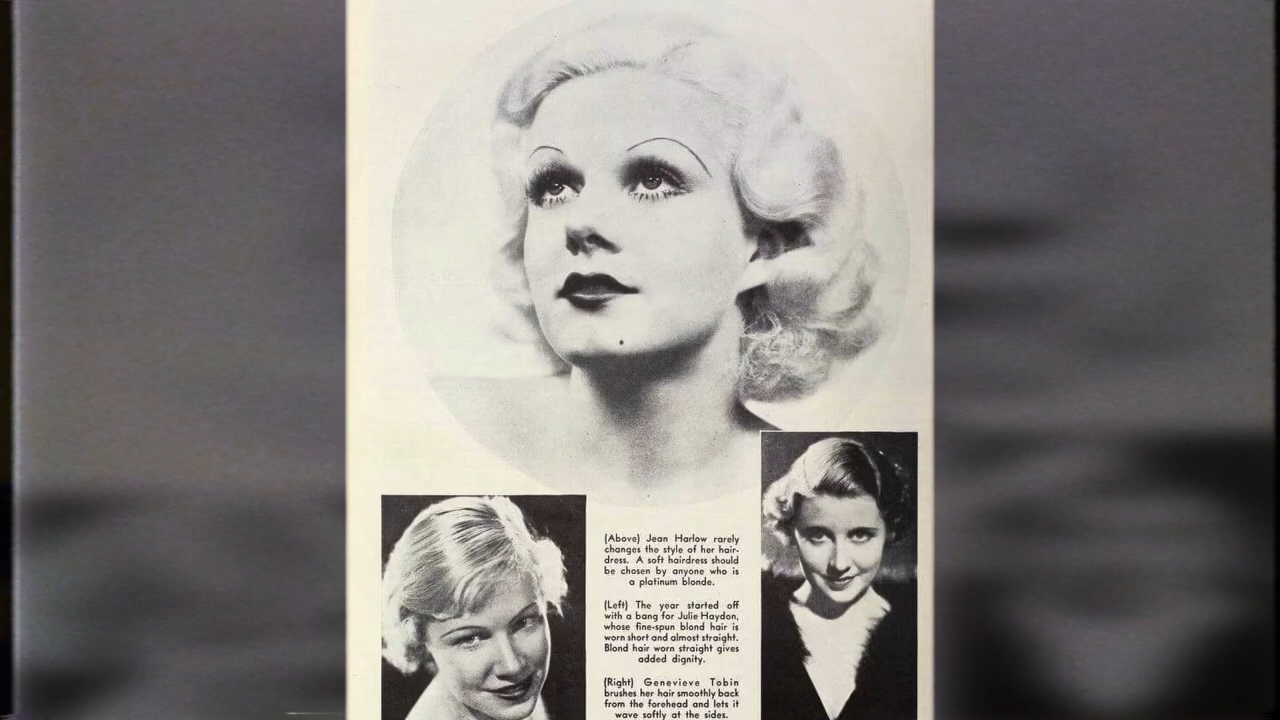 (Above) Jean Harlow rarely
changes the style of her hair-
dress. A soft hairdress should
be chosen by anyone who is
a platinum blonde.
(Left) The year started off
with a bang for Julie Haydon,
whose fine-spun blond hair is
worn short and almost straight.
Blond hair worn straight gives
added dignity.
(Right) Genevieve Tobin
brushes her hair smoothly back
from the forehead and lets it
wave softly at the sides.